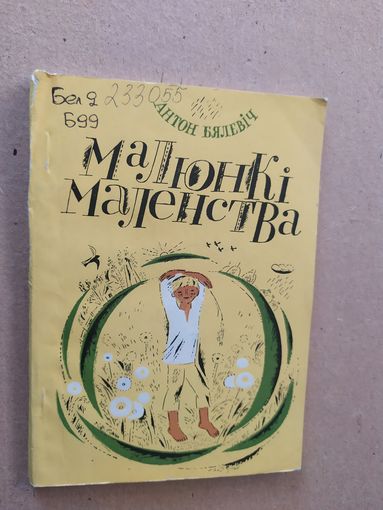 Бел 2 233055
Б99
АНТОН БЯЛЕВІЧ
МАЛЮНКІ
МАЛЕНСТВА